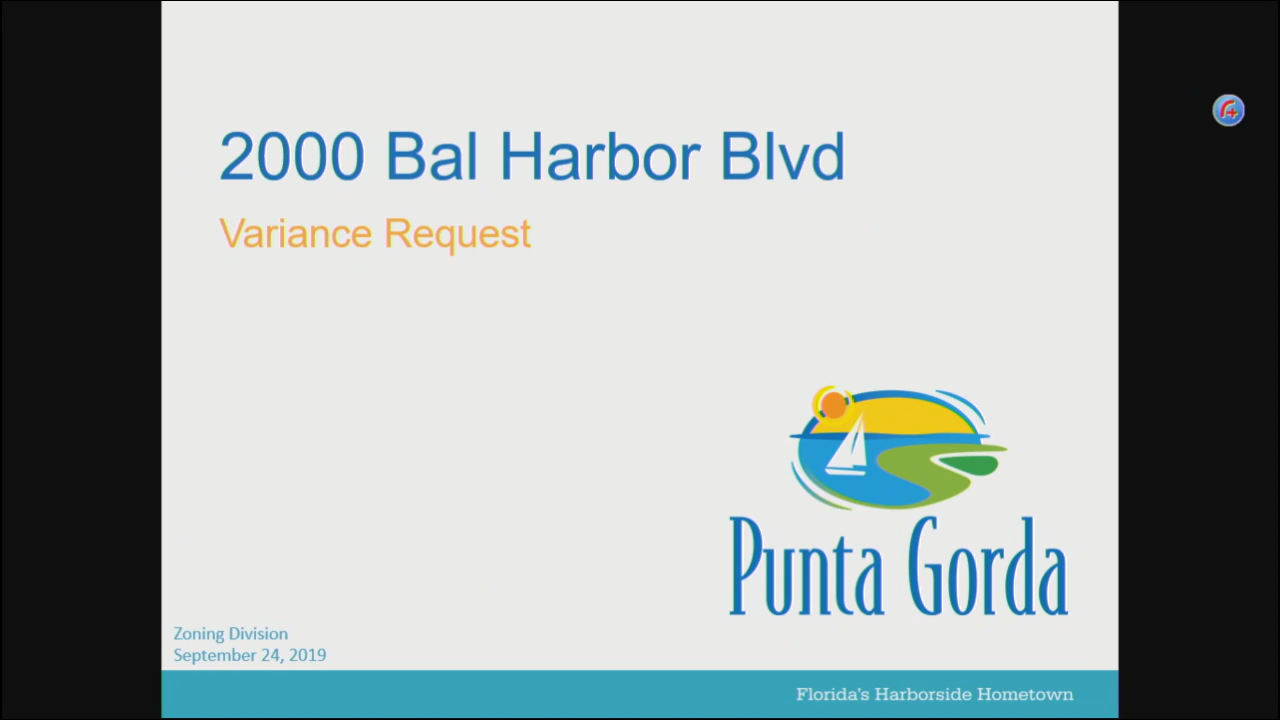 2000 Bal Harbor Blvd
Variance Request
Punta Gorda
Zoning Division
September 24, 2019
Florida's Harborside Hometown